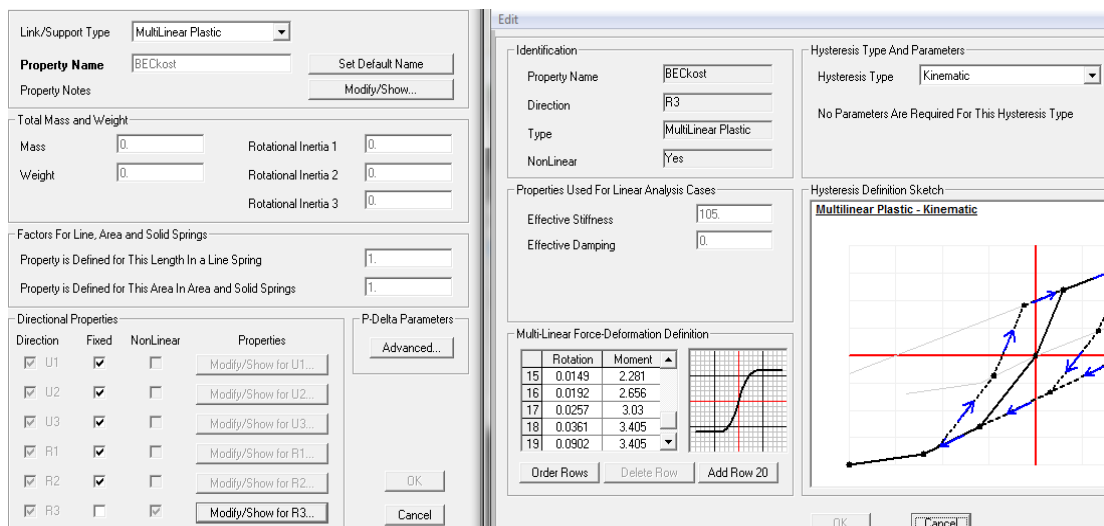 Link/Support Type MultiLinear Plastic
Property Name BECkost Set Default Name
Property Notes Modify/Show...
Total Mass and Weight
Mass 0. Rotational Inertia 1 0.
Weight 0. Rotational Inertia 2 0.
Rotational Inertia 3 0.
Factors For Line, Area and Solid Springs
Property is Defined for This Length In a Line Spring 1.
Property is Defined for This Area In Area and Solid Springs 1.
Directional Properties
Direction Fixed NonLinear Properties
U1 Modify/Show for U1...
U2 Modify/Show for U2...
U3 Modify/Show for U3...
R1 Modify/Show for R1...
R2 Modify/Show for R2...
R3 Modify/Show for R3...
P-Delta Parameters
Advanced...
OK
Cancel
Edit
Identification
Property Name BECkost
Direction R3
Type MultiLinear Plastic
NonLinear Yes
Properties Used For Linear Analysis Cases
Effective Stiffness 105.
Effective Damping 0.
Multi-Linear Force-Deformation Definition
Rotation Moment
15 0.0149 2.281
16 0.0192 2.656
17 0.0257 3.03
18 0.0361 3.405
19 0.0902 3.405
Order Rows Delete Row Add Row 20
Hysteresis Type And Parameters
Hysteresis Type Kinematic
No Parameters Are Required For This Hysteresis Type
Hysteresis Definition Sketch
Multilinear Plastic - Kinematic
OK Cancel